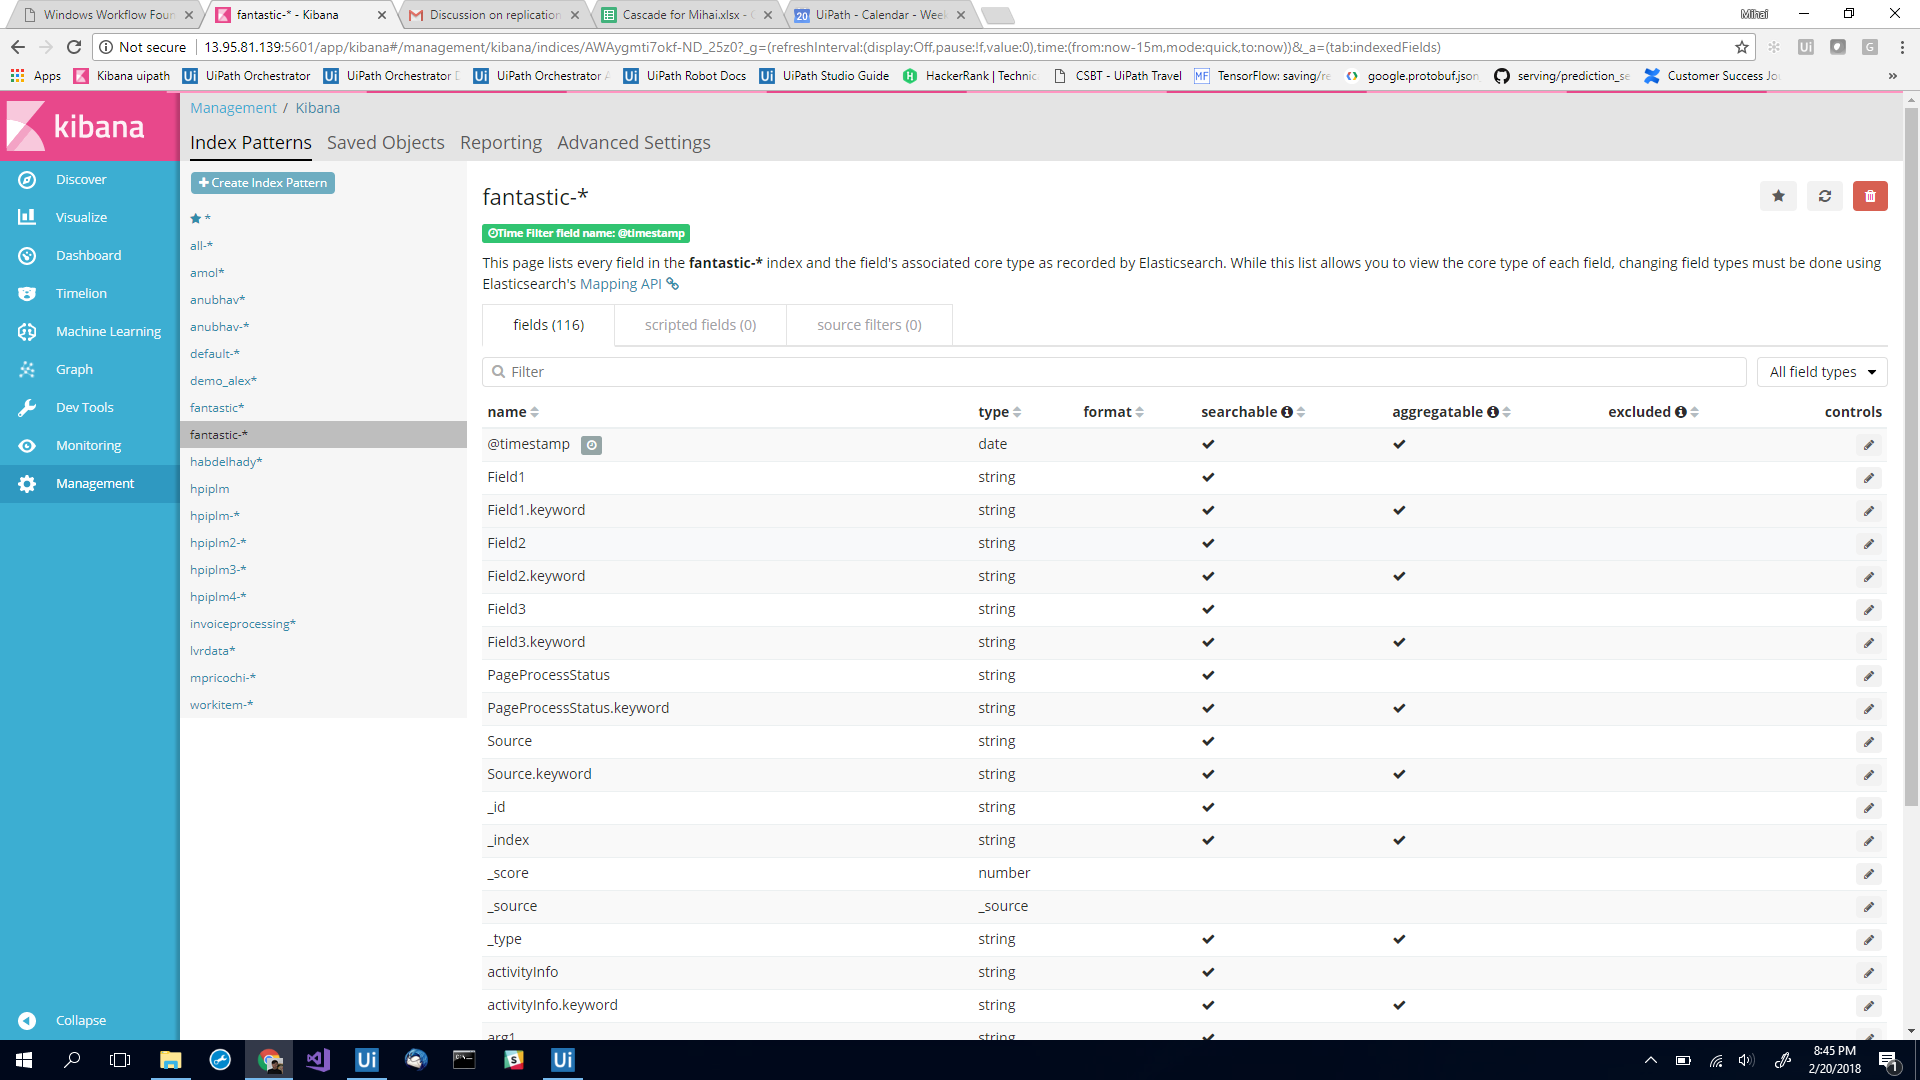 Windows Workflow Foun
fantastic-* - Kibana
Discussion on replication
Cascade for Mihai.xlsx - 
UiPath - Calendar - Week
Mihai
Not secure
13.95.81.139:5601/app/kibana#/management/kibana/indices/AWAygmti7okf-ND_25z0?_g=(refreshInterval:(display:Off,pause:!f,value:0),time:(from:now-15m,mode:quick,to:now))&_a=(tab:indexedFields)
Apps
Kibana uipath
UiPath Orchestrator
UiPath Orchestrator
UiPath Orchestrator
UiPath Robot Docs
UiPath Studio Guide
HackerRank | Technic
CSBT - UiPath Travel
TensorFlow: saving/re
google.protobuf.json
serving/prediction_se
Customer Success Jou
kibana
Discover
Visualize
Dashboard
Timelion
Machine Learning
Graph
Dev Tools
Monitoring
Management
Collapse
Management / Kibana
Index Patterns Saved Objects Reporting Advanced Settings
Create Index Pattern
*
all-*
amol*
anubhav*
anubhav-*
default-*
demo_alex*
fantastic*
fantastic-*
habdelhady*
hpiplm
hpiplm-*
hpiplm2-*
hpiplm3-*
hpiplm4-*
invoiceprocessing*
lvrdata*
mpricochi-*
workitem-*
fantastic-*
Time Filter field name: @timestamp
This page lists every field in the fantastic-* index and the field's associated core type as recorded by Elasticsearch. While this list allows you to view the core type of each field, changing field types must be done using
Elasticsearch's Mapping API
fields (116)
scripted fields (0)
source filters (0)
Filter
All field types
name type format searchable aggregatable excluded controls
@timestamp date
Field1 string
Field1.keyword string
Field2 string
Field2.keyword string
Field3 string
Field3.keyword string
PageProcessStatus string
PageProcessStatus.keyword string
Source string
Source.keyword string
_id string
_index string
_score number
_source _source
_type string
activityInfo string
activityInfo.keyword string
arg1 string
8:45 PM
2/20/2018
1